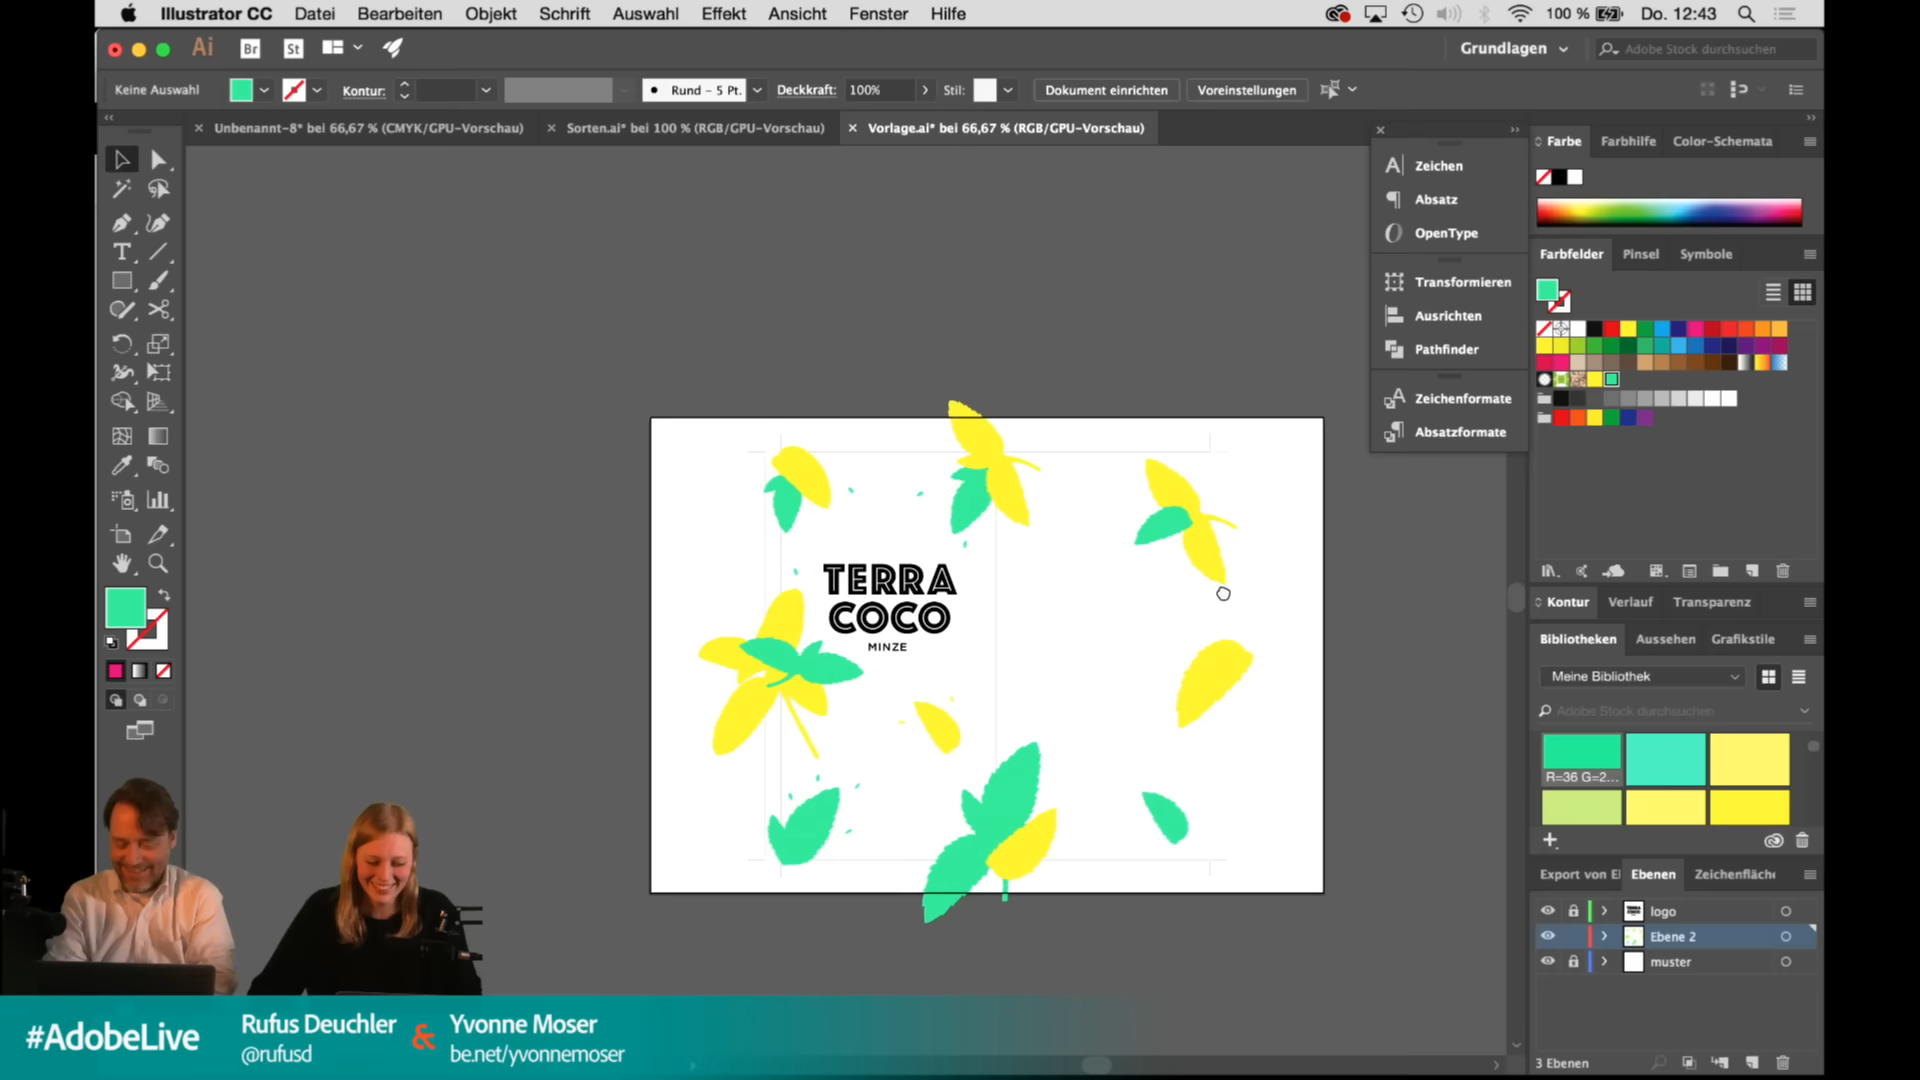 Illustrator CC Datei Bearbeiten Objekt Schrift Auswahl Effekt Ansicht Fenster Hilfe 100 % Do. 12:43
Ai Br St Grundlagen Adobe Stock durchsuchen
Keine Auswahl Kontur: Rund - 5 Pt. Deckkraft: 100% Stil: Dokument einrichten Voreinstellungen
Unbenannt-8* bei 66,67 % (CMYK/GPU-Vorschau) Sorten.ai* bei 100 % (RGB/GPU-Vorschau) Vorlage.ai* bei 66,67 % (RGB/GPU-Vorschau)
Zeichen
Absatz
OpenType
Transformieren
Ausrichten
Pathfinder
Zeichenformate
Absatzformate
Farbe Farbhilfe Color-Schemata
Farbfelder Pinsel Symbole
Kontur Verlauf Transparenz
Bibliotheken Aussehen Grafikstile
Meine Bibliothek
Adobe Stock durchsuchen
R=36 G=2...
Export von El Ebenen Zeichenfläche
logo
Ebene 2
muster
3 Ebenen
TERRA
COCO
MINZE
#AdobeLive
Rufus Deuchler & Yvonne Moser
@rufusd be.net/yvonnemoser